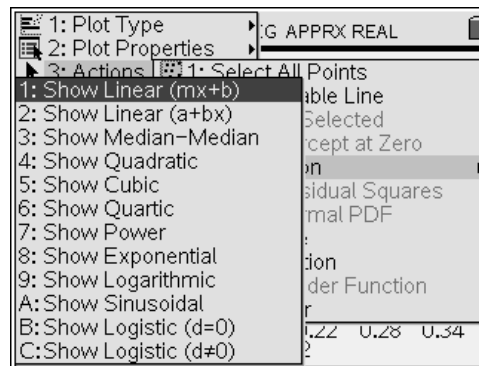 1: Plot Type
2: Plot Properties
3: Actions
G APPRX REAL
1: Select All Points
able Line
Selected
rcept at Zero
on
sidual Squares
rmal PDF
tion
der Function
r
0.28 0.34
1: Show Linear (mx+b)
2: Show Linear (a+bx)
3: Show Median-Median
4: Show Quadratic
5: Show Cubic
6: Show Quartic
7: Show Power
8: Show Exponential
9: Show Logarithmic
A: Show Sinusoidal
B: Show Logistic (d=0)
C: Show Logistic (d≠0)